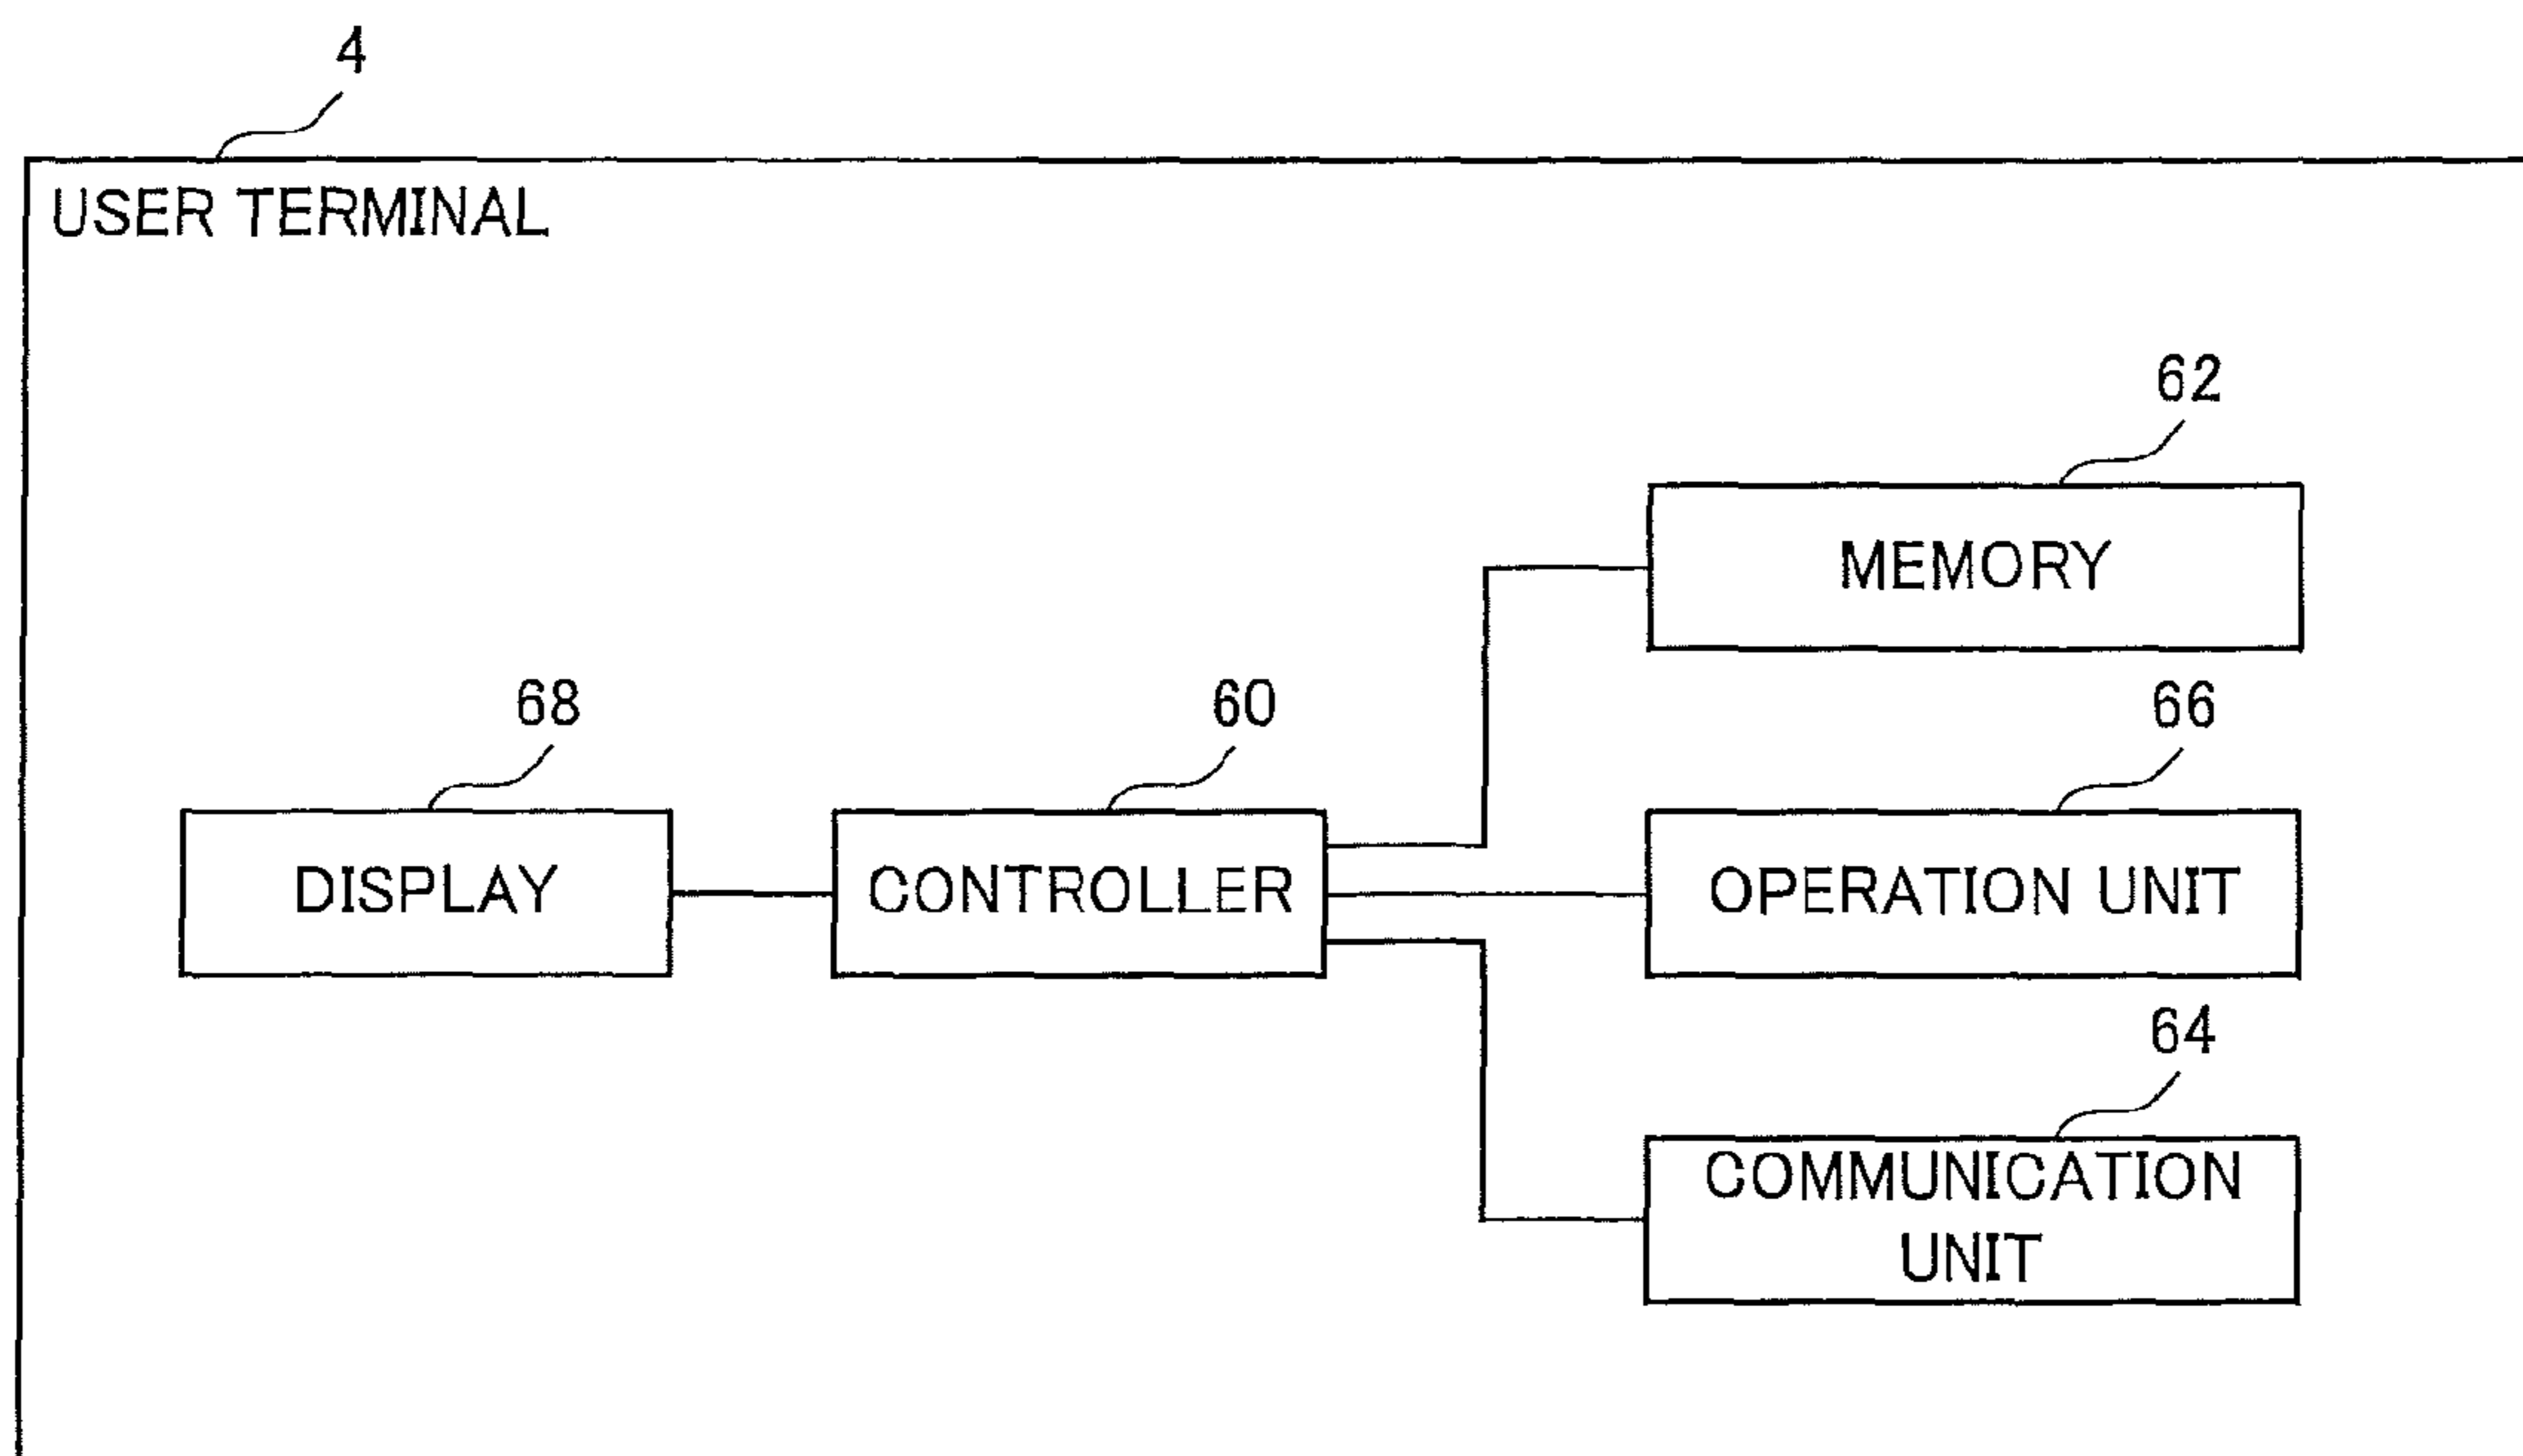 4
USER TERMINAL
62
MEMORY
68
60
66
DISPLAY
CONTROLLER
OPERATION UNIT
64
COMMUNICATION
UNIT